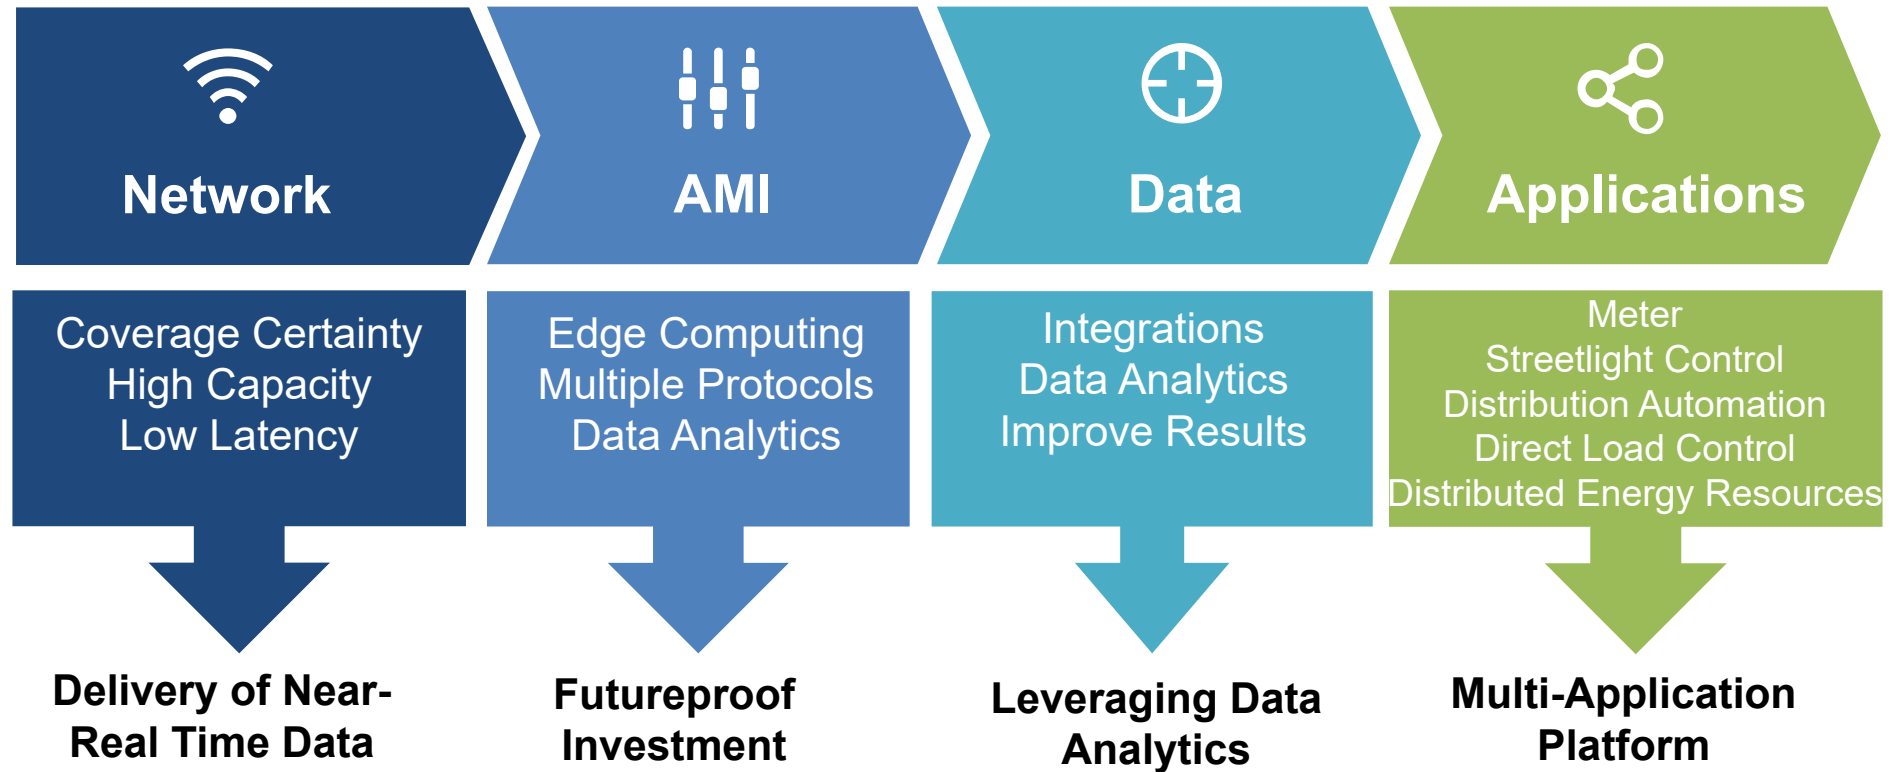 Network
AMI
Data
Applications
Coverage Certainty
High Capacity
Low Latency
Edge Computing
Multiple Protocols
Data Analytics
Integrations
Data Analytics
Improve Results
Meter
Streetlight Control
Distribution Automation
Direct Load Control
Distributed Energy Resources
Delivery of Near-
Real Time Data
Futureproof
Investment
Leveraging Data
Analytics
Multi-Application
Platform